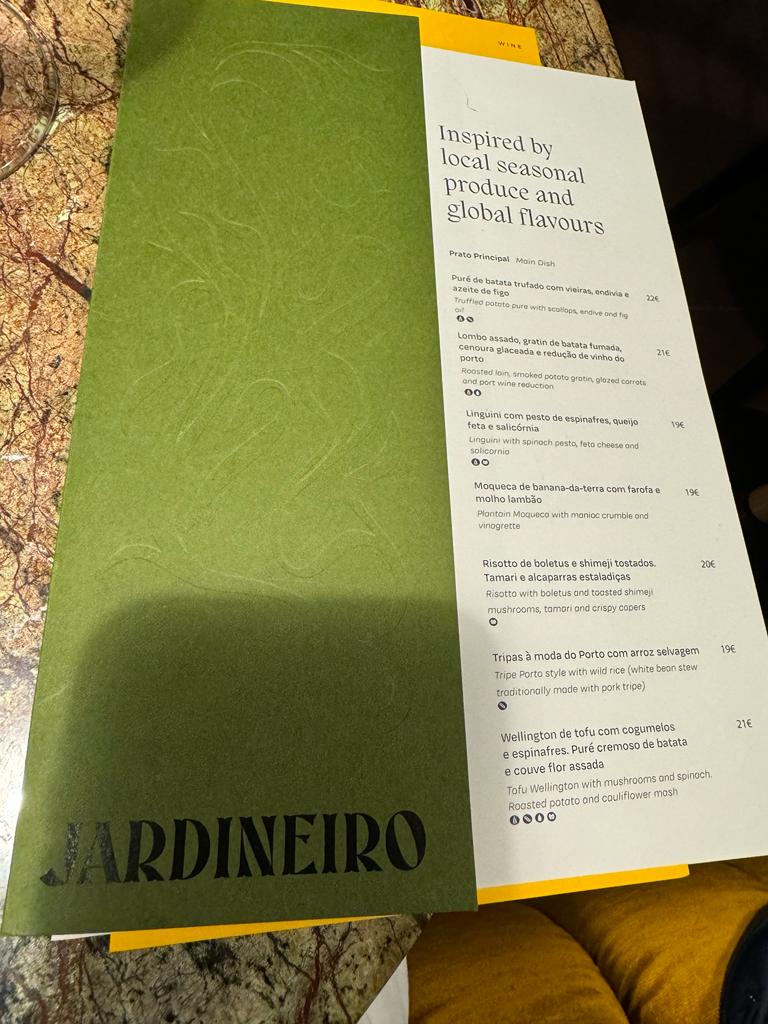 WINE
Inspired by
local seasonal
produce and
global flavours
Prato Principal Main Dish
Puré de batata trufado com vieiras, endivia e
azeite de figo 22€
Truffled potato pure with scallops, endive and fig
oil
Lombo assado, gratin de batata fumada,
cenoura glaceada e redução de vinho do
porto 21€
Roasted loin, smoked potato gratin, glazed carrots
and port wine reduction
Linguini com pesto de espinafres, queijo
feta e salicórnia 19€
Linguini with spinach pesto, feta cheese and
salicornia
Moqueca de banana-da-terra com farofa e
molho lambão 19€
Plantain Moqueca with manioc crumble and
vinagrette
Risotto de boletus e shimeji tostados.
Tamari e alcaparras estaladiças 20€
Risotto with boletus and toasted shimeji
mushrooms, tamari and crispy capers
Tripas à moda do Porto com arroz selvagem 19€
Tripe Porto style with wild rice (white bean stew
traditionally made with pork tripe)
Wellington de tofu com cogumelos
e espinafres. Puré cremoso de batata
e couve flor assada 21€
Tofu Wellington with mushrooms and spinach.
Roasted potato and cauliflower mash
JARDINEIRO